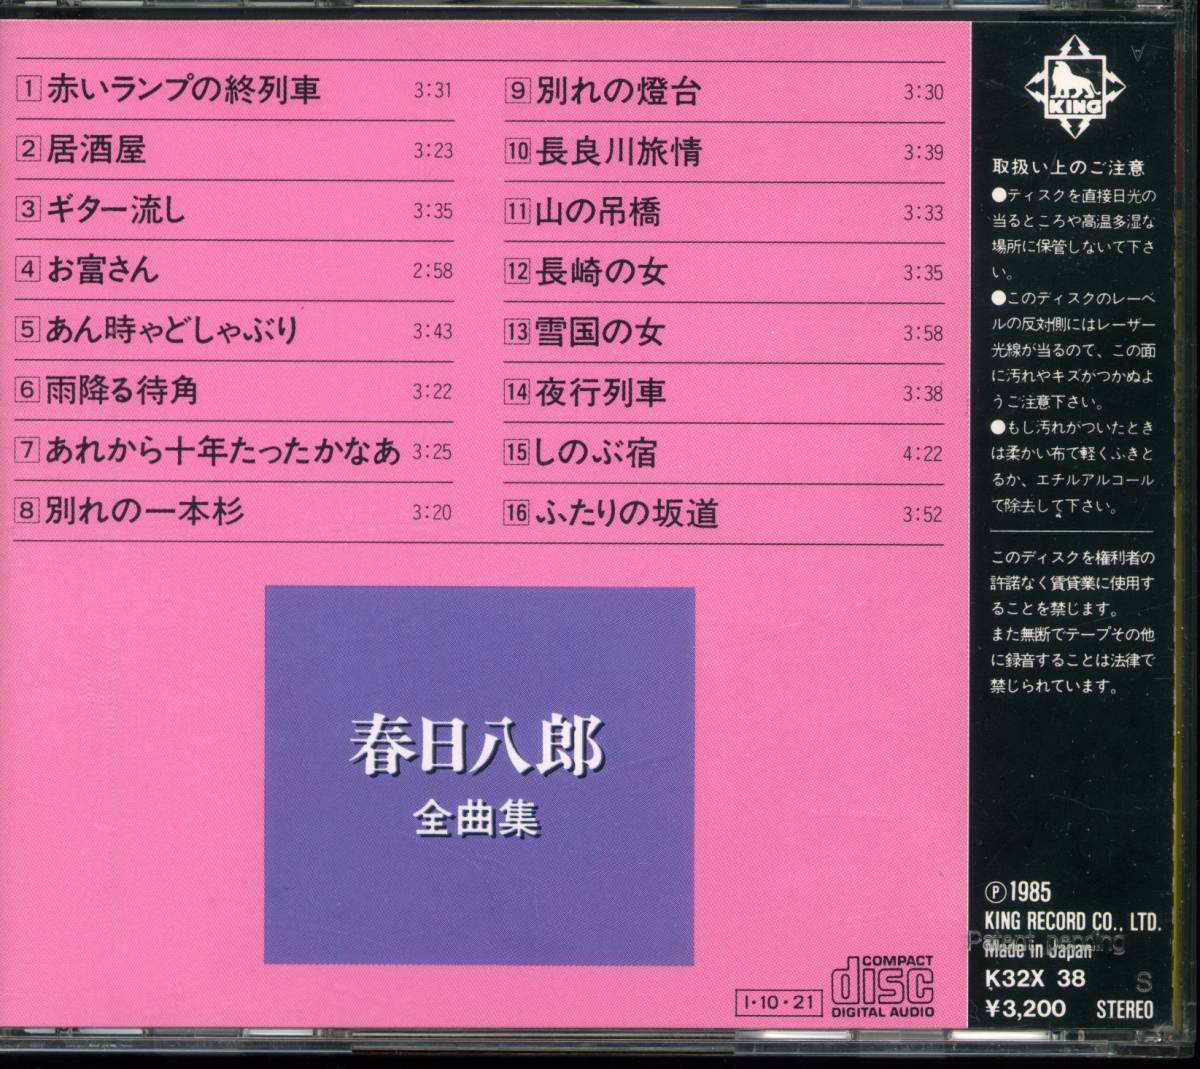 1 赤いランプの終列車 3:31
2 居酒屋 3:23
3 ギター流し 3:35
4 お富さん 2:58
5 あん時ゃどしゃぶり 3:43
6 雨降る待角 3:22
7 あれから十年たったかなあ 3:25
8 別れの一本杉 3:20
9 別れの燈台 3:30
10 長良川旅情 3:39
11 山の吊橋 3:33
12 長崎の女 3:35
13 雪国の女 3:58
14 夜行列車 3:38
15 しのぶ宿 4:22
16 ふたりの坂道 3:52
春日八郎
全曲集
I・10・21
COMPACT
disc
DIGITAL AUDIO
KING
取扱い上のご注意
●ディスクを直接日光の
当るところや高温多湿な
場所に保管しないで下さ
い。
●このディスクのレーベ
ルの反対側にはレーザー
光線が当るので、この面
に汚れやキズがつかぬよ
うご注意下さい。
●もし汚れがついたとき
は柔かい布で軽くふきと
るか、エチルアルコール
で除去して下さい。
このディスクを権利者の
許諾なく賃貸業に使用す
ることを禁じます。
また無断でテープその他
に録音することは法律で
禁じられています。
Ⓟ1985
KING RECORD CO., LTD.
Patent pending
Made in Japan
K32X 38
S
¥3,200 STEREO